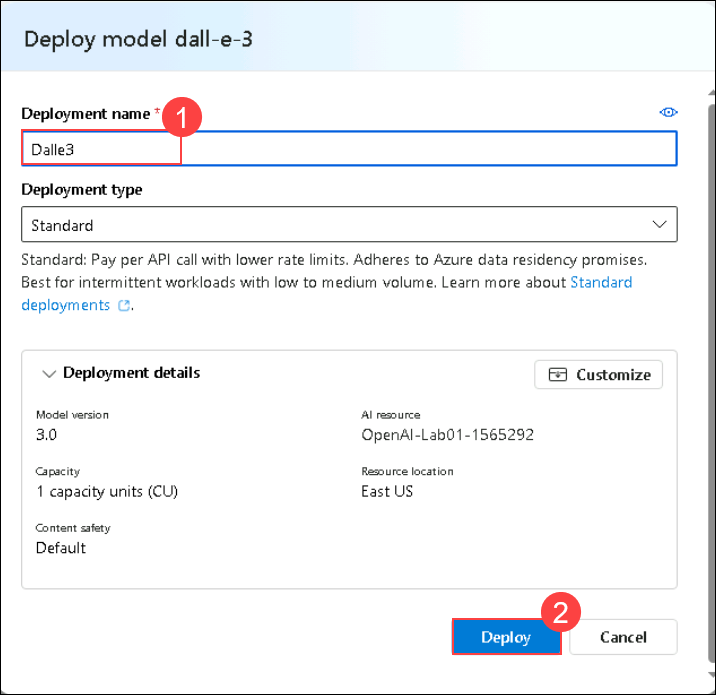 Deploy model dall-e-3
Deployment name *
1
Dalle3
Deployment type
Standard
Standard: Pay per API call with lower rate limits. Adheres to Azure data residency promises.
Best for intermittent workloads with low to medium volume. Learn more about Standard
deployments .
Deployment details
Customize
Model version
3.0
AI resource
OpenAI-Lab01-1565292
Capacity
1 capacity units (CU)
Resource location
East US
Content safety
Default
2
Deploy
Cancel